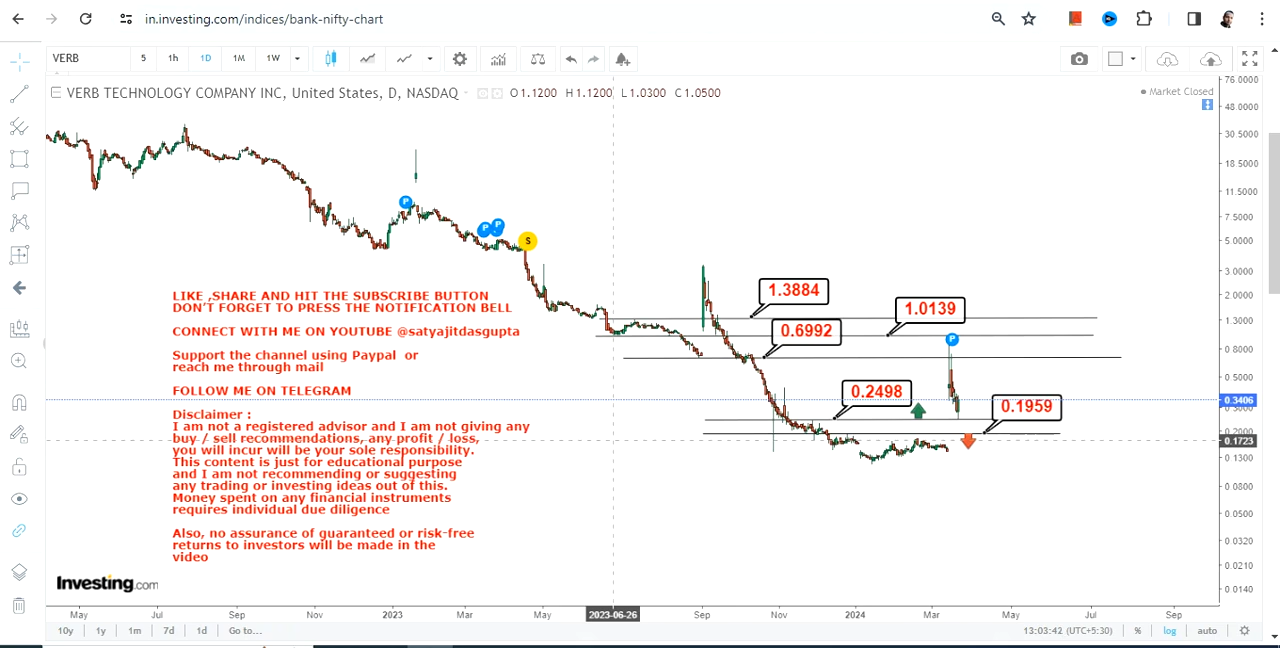 in.investing.com/indices/bank-nifty-chart
VERB 5 1h 1D 1M 1W
VERB TECHNOLOGY COMPANY INC, United States, D, NASDAQ O1.1200 H1.1200 L1.0300 C1.0500
Market Closed
76.0000
48.0000
30.5000
18.5000
11.5000
7.5000
5.0000
3.0000
2.0000
1.3000
0.8000
0.5000
0.3406
0.3000
0.2000
0.1723
0.1300
0.0800
0.0500
0.0320
0.0210
0.0140
P
P
P
S
P
1.3884
1.0139
0.6992
0.2498
0.1959
LIKE ,SHARE AND HIT THE SUBSCRIBE BUTTON
DON'T FORGET TO PRESS THE NOTIFICATION BELL
CONNECT WITH ME ON YOUTUBE @satyajitdasgupta
Support the channel using Paypal or
reach me through mail
FOLLOW ME ON TELEGRAM
Disclaimer :
I am not a registered advisor and I am not giving any
buy / sell recommendations, any profit / loss,
you will incur will be your sole responsibility.
This content is just for educational purpose
and I am not recommending or suggesting
any trading or investing ideas out of this.
Money spent on any financial instruments
requires individual due diligence
Also, no assurance of guaranteed or risk-free
returns to investors will be made in the
video
Investing.com
May Jul Sep Nov 2023 Mar May 2023-06-26 Sep Nov 2024 Mar May Jul Sep
10y 1y 1m 7d 1d Go to... 13:03:42 (UTC+5:30) % log auto